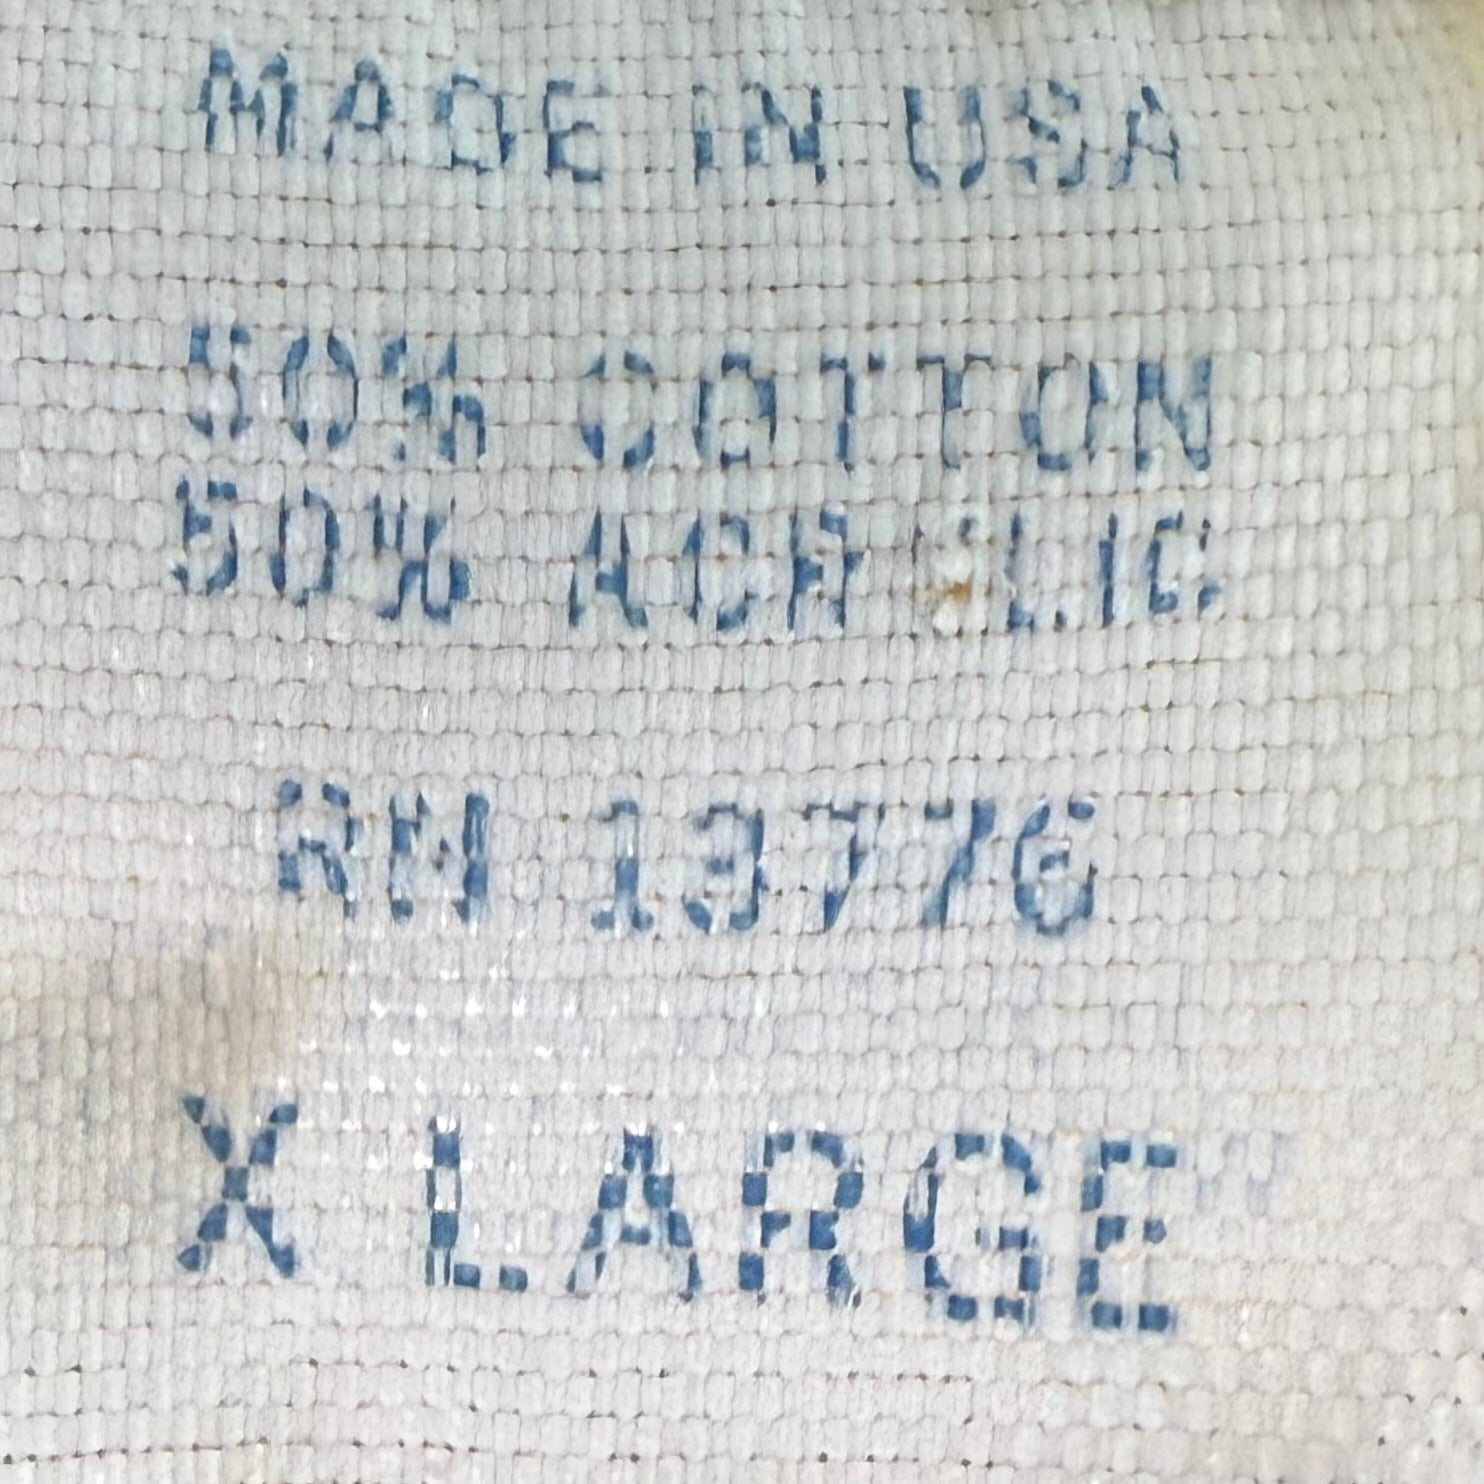 MADE IN USA
50% COTTON
50% ACRYLIC
RN 13776
X LARGE